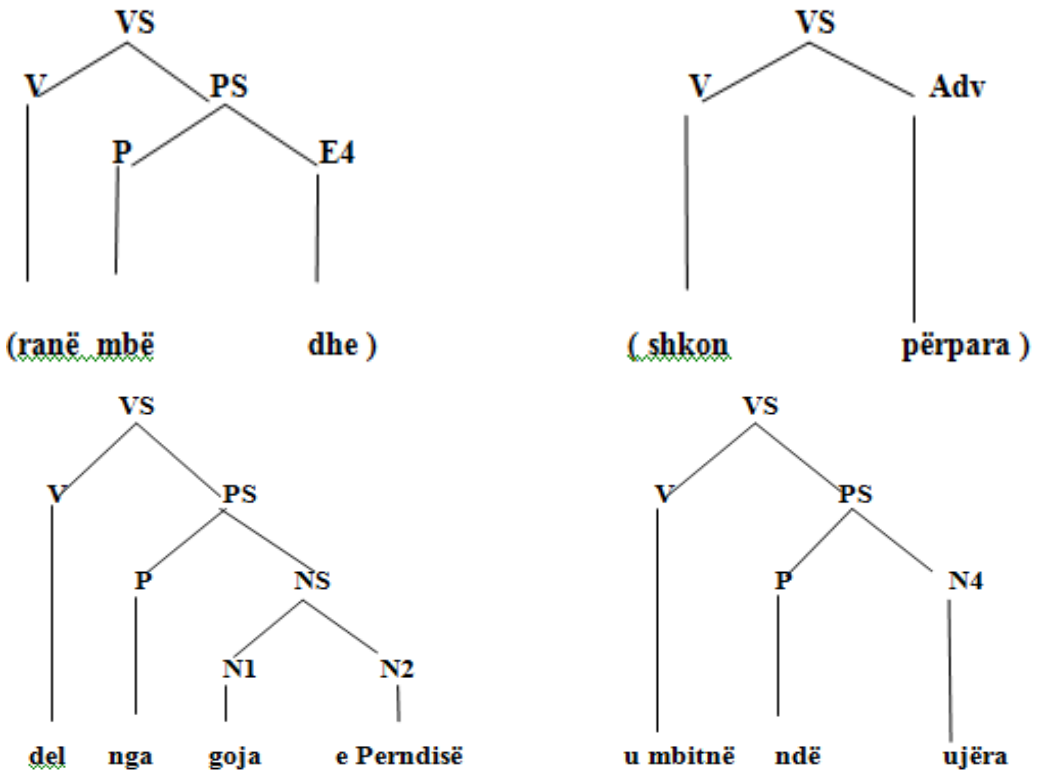 VS VS
V PS V Adv
P E4
(ranë mbë dhe ) ( shkon përpara )
VS VS
V PS V PS
P NS P N4
N1 N2
del nga goja e Perndisë u mbitnë ndë ujëra